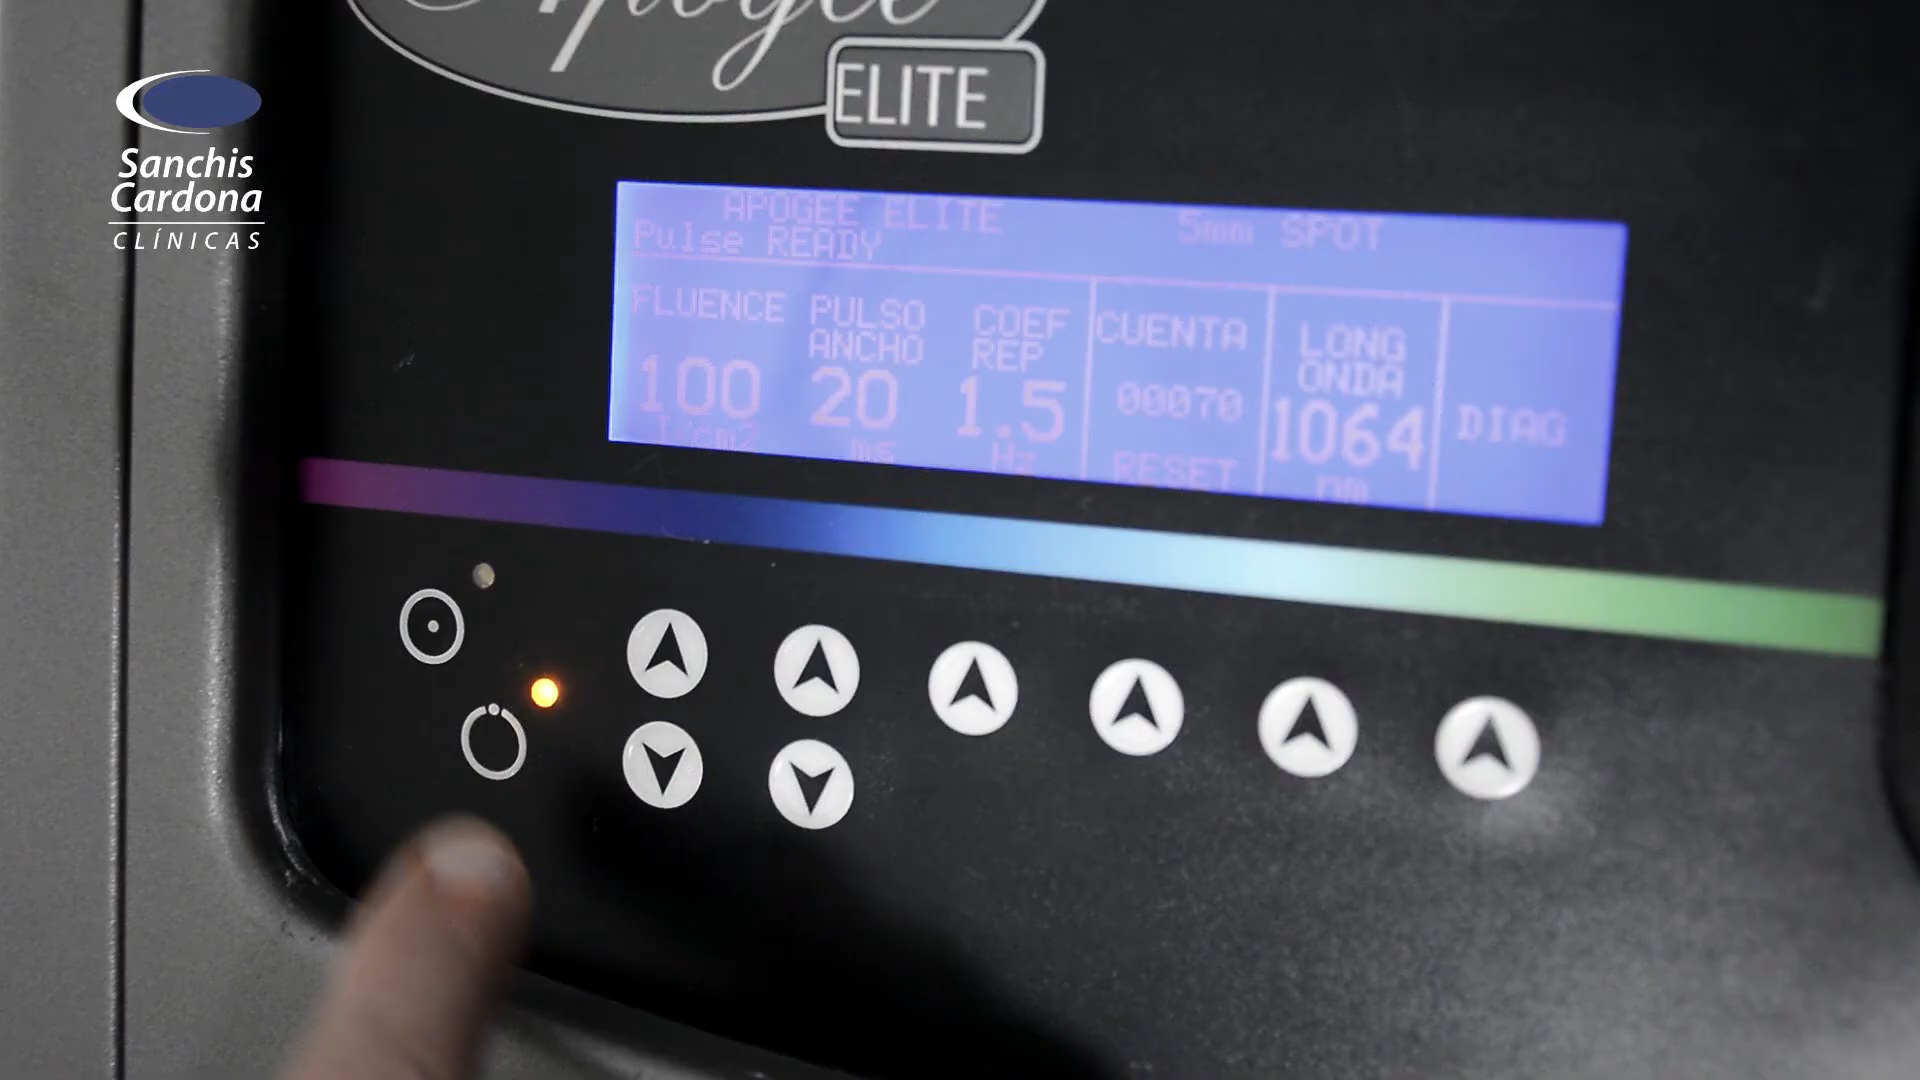 Apogee
ELITE
Sanchis
Cardona
CLÍNICAS
APOGEE ELITE 5mm SPOT
Pulse READY
FLUENCE PULSO COEF CUENTA LONG
ANCHO REP ONDA
100 20 1.5 00070 1064 DIAG
J/cm2 ms Hz RESET nm